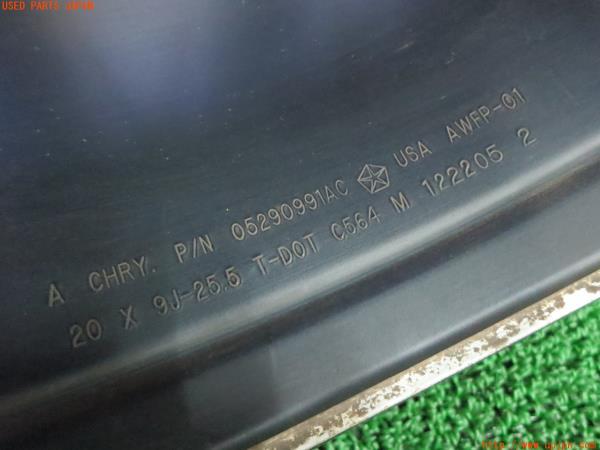 USED PARTS JAPAN
A CHRY. P/N 05290991AC USA AWFP-01
20 X 9J-25.5 T-DOT C564 M 122205 2